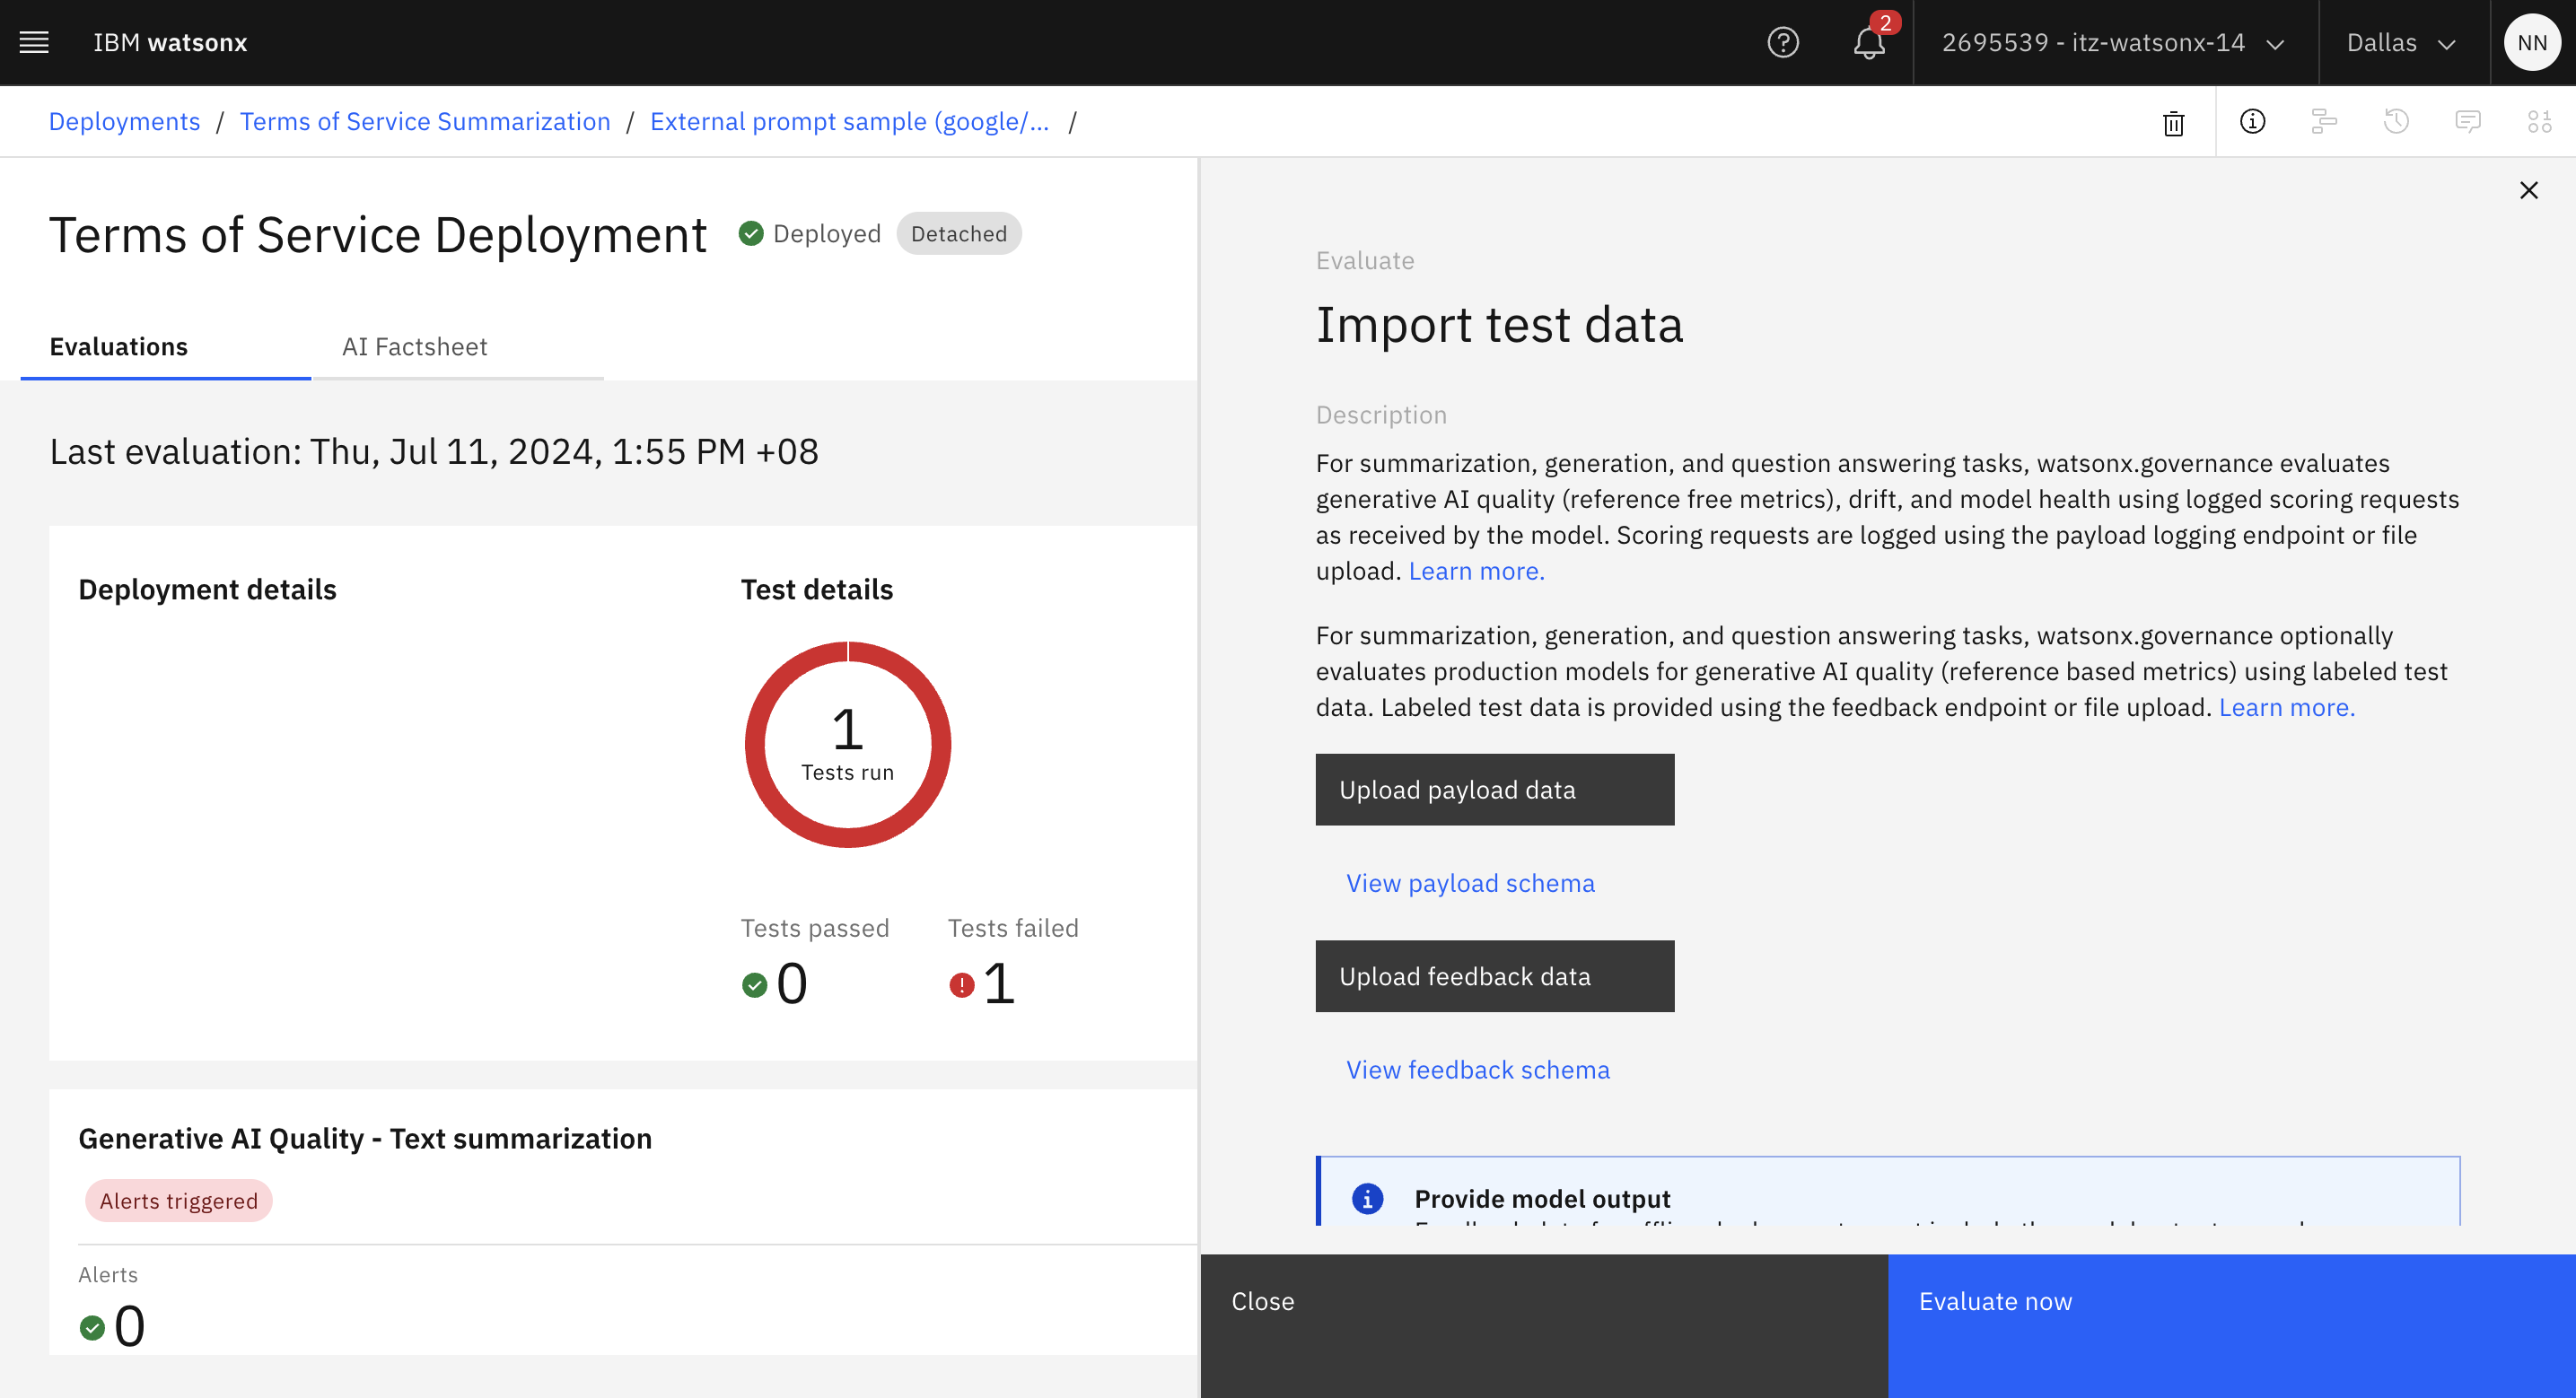 IBM watsonx
2
2695539 - itz-watsonx-14
Dallas
NN
Deployments / Terms of Service Summarization / External prompt sample (google/... /
Terms of Service Deployment
Deployed
Detached
Evaluations
AI Factsheet
Last evaluation: Thu, Jul 11, 2024, 1:55 PM +08
Deployment details
Test details
1
Tests run
Tests passed
Tests failed
0
1
Generative AI Quality - Text summarization
Alerts triggered
Alerts
0
Evaluate
Import test data
Description
For summarization, generation, and question answering tasks, watsonx.governance evaluates
generative AI quality (reference free metrics), drift, and model health using logged scoring requests
as received by the model. Scoring requests are logged using the payload logging endpoint or file
upload. Learn more.
For summarization, generation, and question answering tasks, watsonx.governance optionally
evaluates production models for generative AI quality (reference based metrics) using labeled test
data. Labeled test data is provided using the feedback endpoint or file upload. Learn more.
Upload payload data
View payload schema
Upload feedback data
View feedback schema
Provide model output
Close
Evaluate now